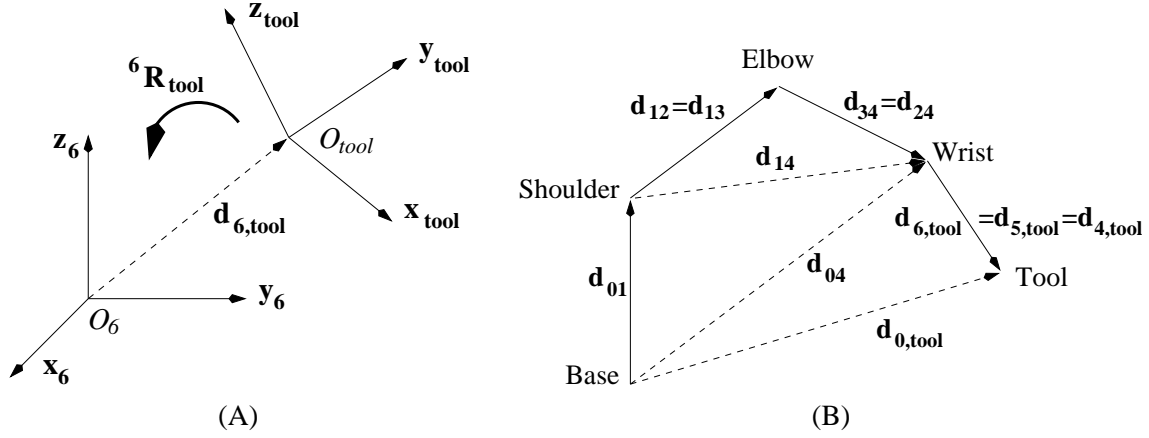 z_tool
y_tool
^6R_tool
O_tool
z_6
x_tool
d_6,tool
y_6
O_6
x_6
(A)
Elbow
d_12=d_13
d_34=d_24
Wrist
d_14
Shoulder
d_6,tool =d_5,tool=d_4,tool
d_04
d_01
Tool
d_0,tool
Base
(B)